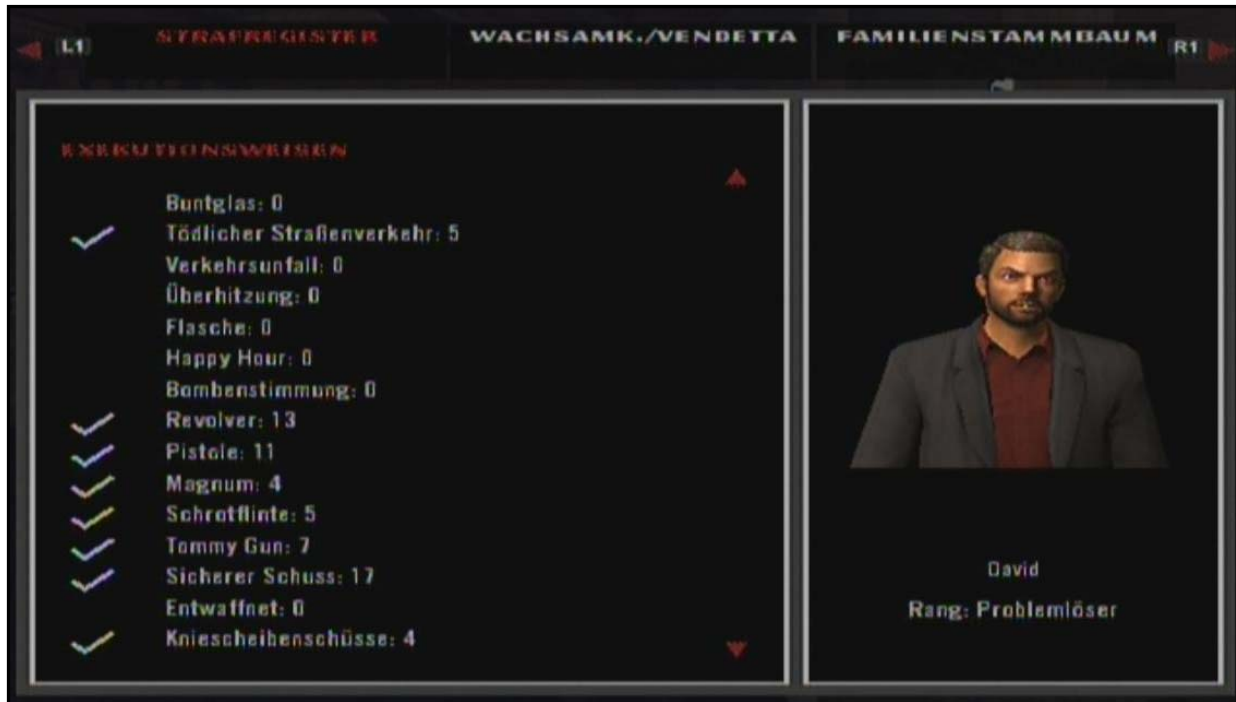 L1 STRAFREGISTER WACHSAMK./VENDETTA FAMILIENSTAMMBAUM R1
EXEKUTIONSWEISEN
Buntglas: 0
Tödlicher Straßenverkehr: 5
Verkehrsunfall: 0
Überhitzung: 0
Flasche: 0
Happy Hour: 0
Bombenstimmung: 0
Revolver: 13
Pistole: 11
Magnum: 4
Schrotflinte: 5
Tommy Gun: 7
Sicherer Schuss: 17
Entwaffnet: 0
Kniescheibenschüsse: 4
David
Rang: Problemlöser